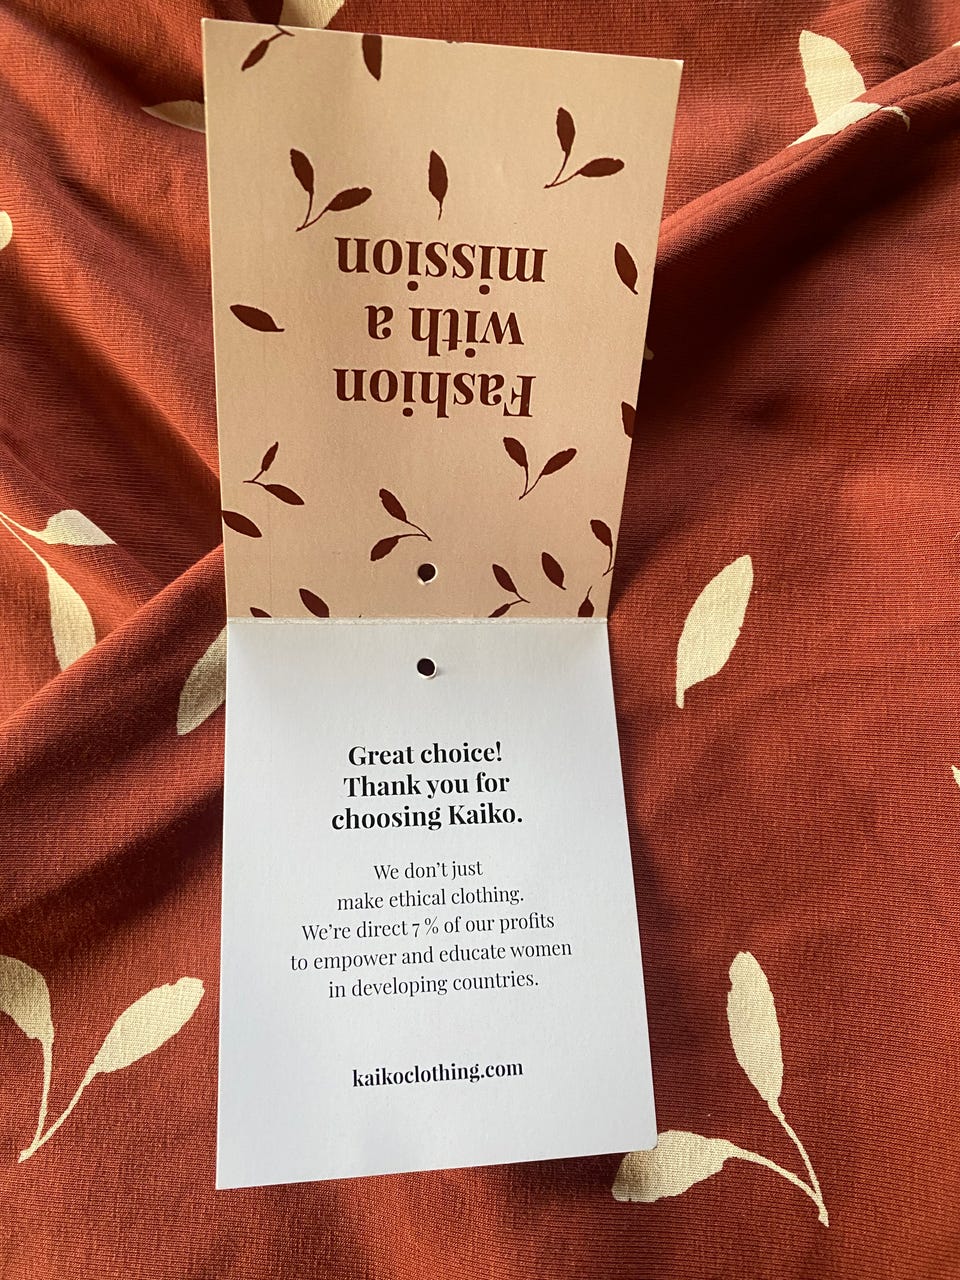 Fashion
with a
mission
Great choice!
Thank you for
choosing Kaiko.
We don't just
make ethical clothing.
We're direct 7 % of our profits
to empower and educate women
in developing countries.
kaikoclothing.com